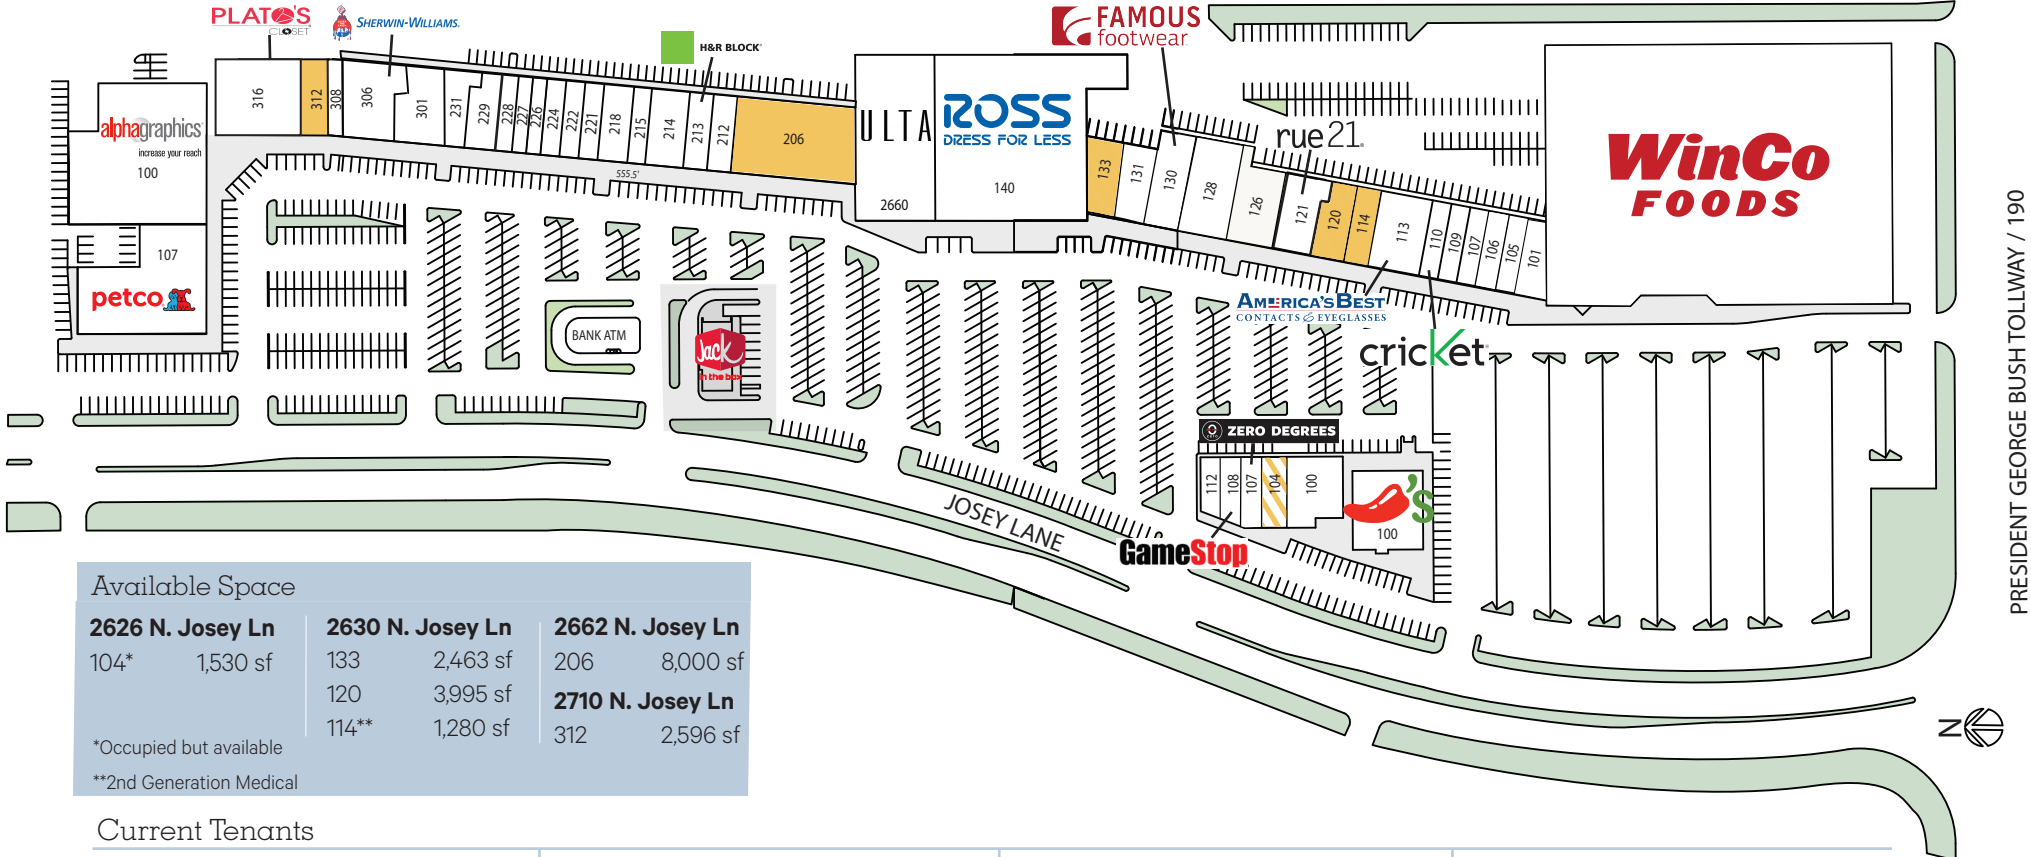 PLATO'S
CLOSET
SHERWIN-WILLIAMS.
H&R BLOCK
FAMOUS
footwear
316
312
308
306
301
231
229
228
227
226
224
222
221
218
215
214
213
212
206
555.5'
ULTA
2660
ROSS
DRESS FOR LESS
140
133
131
130
128
126
rue21
121
120
114
113
110
109
107
106
105
101
WinCo
FOODS
alphagraphics
increase your reach
100
107
petco
BANK ATM
Jack
in the box
AMERICA'S BEST
CONTACTS & EYEGLASSES
cricket
ZERO DEGREES
112
108
107
104
100
'S
100
GameStop
JOSEY LANE
PRESIDENT GEORGE BUSH TOLLWAY / 190
N
Available Space
2626 N. Josey Ln
104* 1,530 sf
*Occupied but available
**2nd Generation Medical
2630 N. Josey Ln
133 2,463 sf
120 3,995 sf
114** 1,280 sf
2662 N. Josey Ln
206 8,000 sf
2710 N. Josey Ln
312 2,596 sf
Current Tenants